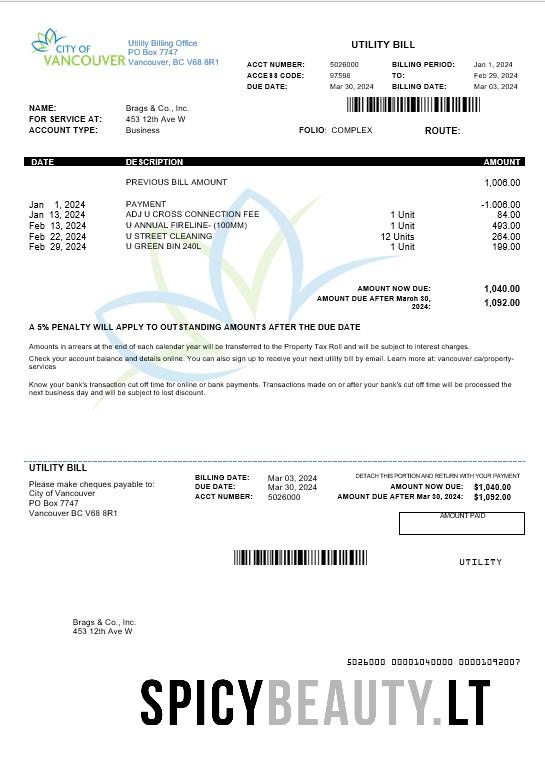 CITY OF
VANCOUVER
Utility Billing Office
PO Box 7747
Vancouver, BC V68 8R1
UTILITY BILL
ACCT NUMBER: 5026000 BILLING PERIOD: Jan 1, 2024
ACCESS CODE: 97598 TO: Feb 29, 2024
DUE DATE: Mar 30, 2024 BILLING DATE: Mar 03, 2024
NAME: Brags & Co., Inc.
FOR SERVICE AT: 453 12th Ave W
ACCOUNT TYPE: Business FOLIO: COMPLEX ROUTE:
DATE DESCRIPTION AMOUNT
PREVIOUS BILL AMOUNT 1,006.00
Jan 1, 2024 PAYMENT -1.006.00
Jan 13, 2024 ADJ U CROSS CONNECTION FEE 1 Unit 84.00
Feb 13, 2024 U ANNUAL FIRELINE- (100MM) 1 Unit 493.00
Feb 22, 2024 U STREET CLEANING 12 Units 264.00
Feb 29, 2024 U GREEN BIN 240L 1 Unit 199.00
AMOUNT NOW DUE: 1,040.00
AMOUNT DUE AFTER March 30, 2024: 1,092.00
A 5% PENALTY WILL APPLY TO OUTSTANDING AMOUNTS AFTER THE DUE DATE
Amounts in arrears at the end of each calendar year will be transferred to the Property Tax Roll and will be subject to interest charges.
Check your account balance and details online. You can also sign up to receive your next utility bill by email. Learn more at: vancouver.ca/property-
services
Know your bank's transaction cut off time for online or bank payments. Transactions made on or after your bank's cut off time will be processed the
next business day and will be subject to lost discount.
UTILITY BILL
Please make cheques payable to:
City of Vancouver
PO Box 7747
Vancouver BC V68 8R1
BILLING DATE: Mar 03, 2024
DUE DATE: Mar 30, 2024
ACCT NUMBER: 5026000
DETACH THIS PORTION AND RETURN WITH YOUR PAYMENT
AMOUNT NOW DUE: $1,040.00
AMOUNT DUE AFTER Mar 30, 2024: $1,092.00
AMOUNT PAID
UTILITY
Brags & Co., Inc.
453 12th Ave W
5026000 00001040000 00001092007
SPICYBEAUTY.LT